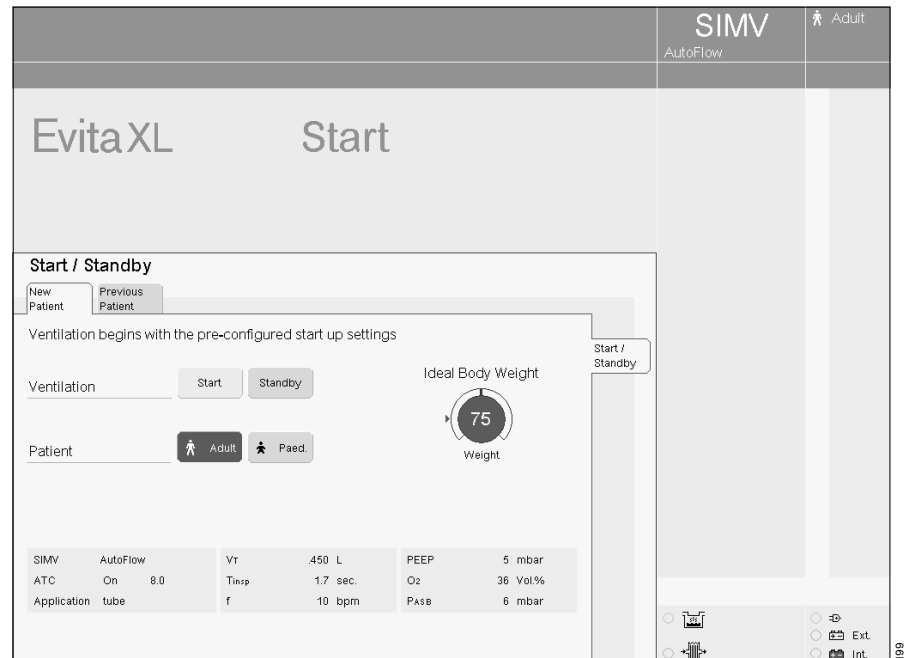 SIMV
Adult
AutoFlow
Evita XL Start
Start / Standby
New Patient
Previous Patient
Ventilation begins with the pre-configured start up settings
Start / Standby
Ventilation Start Standby
Ideal Body Weight
75
Weight
Patient Adult Paed.
SIMV AutoFlow VT .450 L PEEP 5 mbar
ATC On 8.0 Tinsp 1.7 sec. O2 36 Vol.%
Application tube f 10 bpm PASB 6 mbar
Ext.
Int.
199